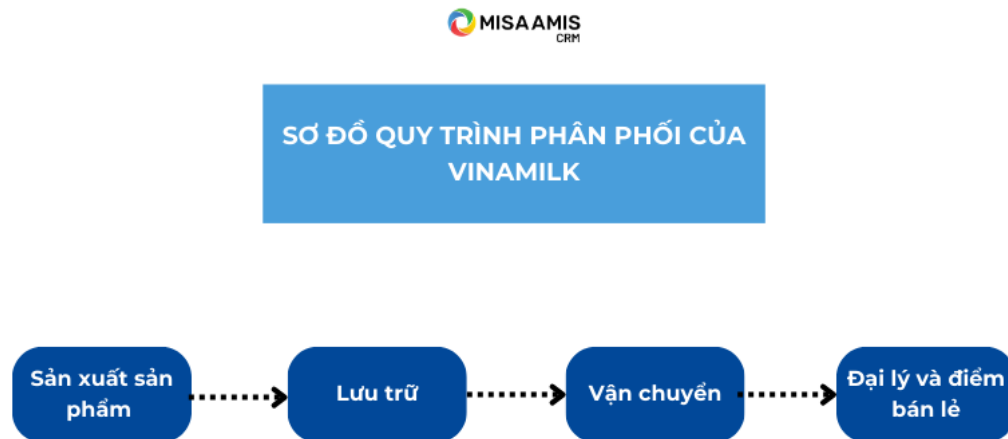 MISA AMIS
CRM
SƠ ĐỒ QUY TRÌNH PHÂN PHỐI CỦA
VINAMILK
Sản xuất sản
phẩm
Lưu trữ
Vận chuyển
Đại lý và điểm
bán lẻ